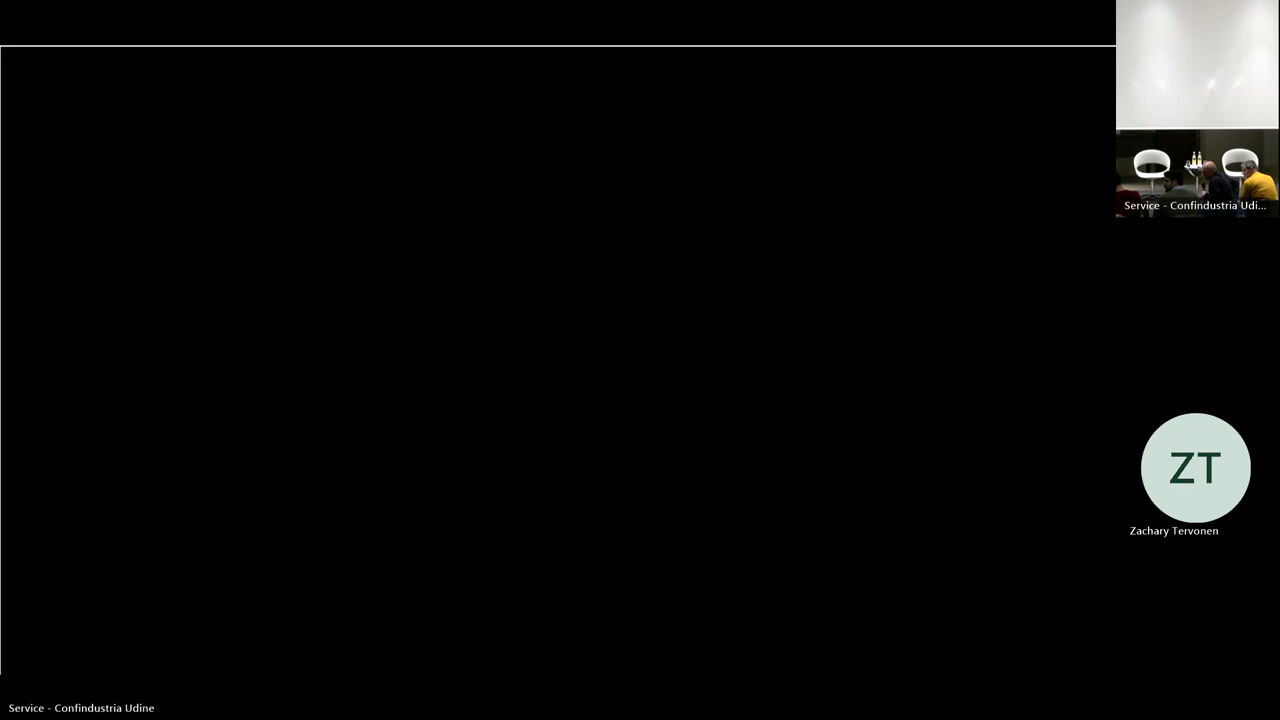 Service - Confindustria Udi...
ZT
Zachary Tervonen
Service - Confindustria Udine